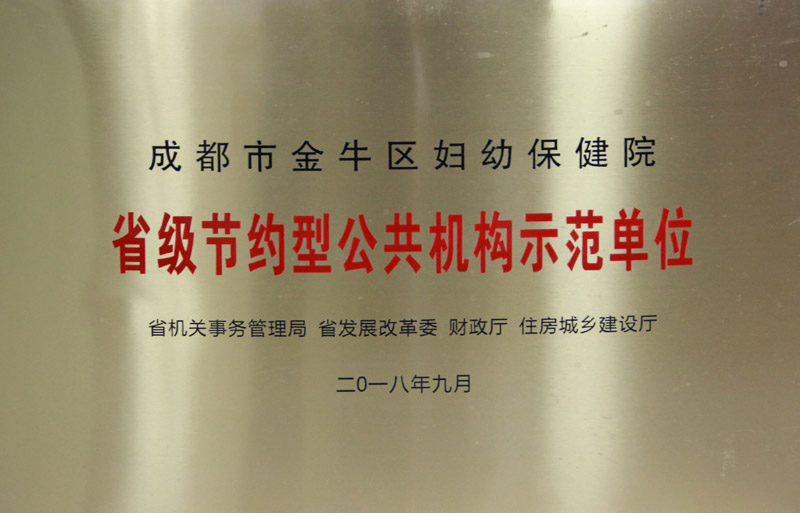 成都市金牛区妇幼保健院
省级节约型公共机构示范单位
省机关事务管理局 省发展改革委 财政厅 住房城乡建设厅
二0一八年九月